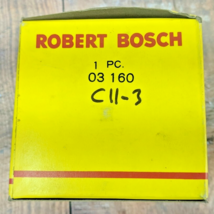 ROBERT BOSCH
1 PC.
03 160
C11-3